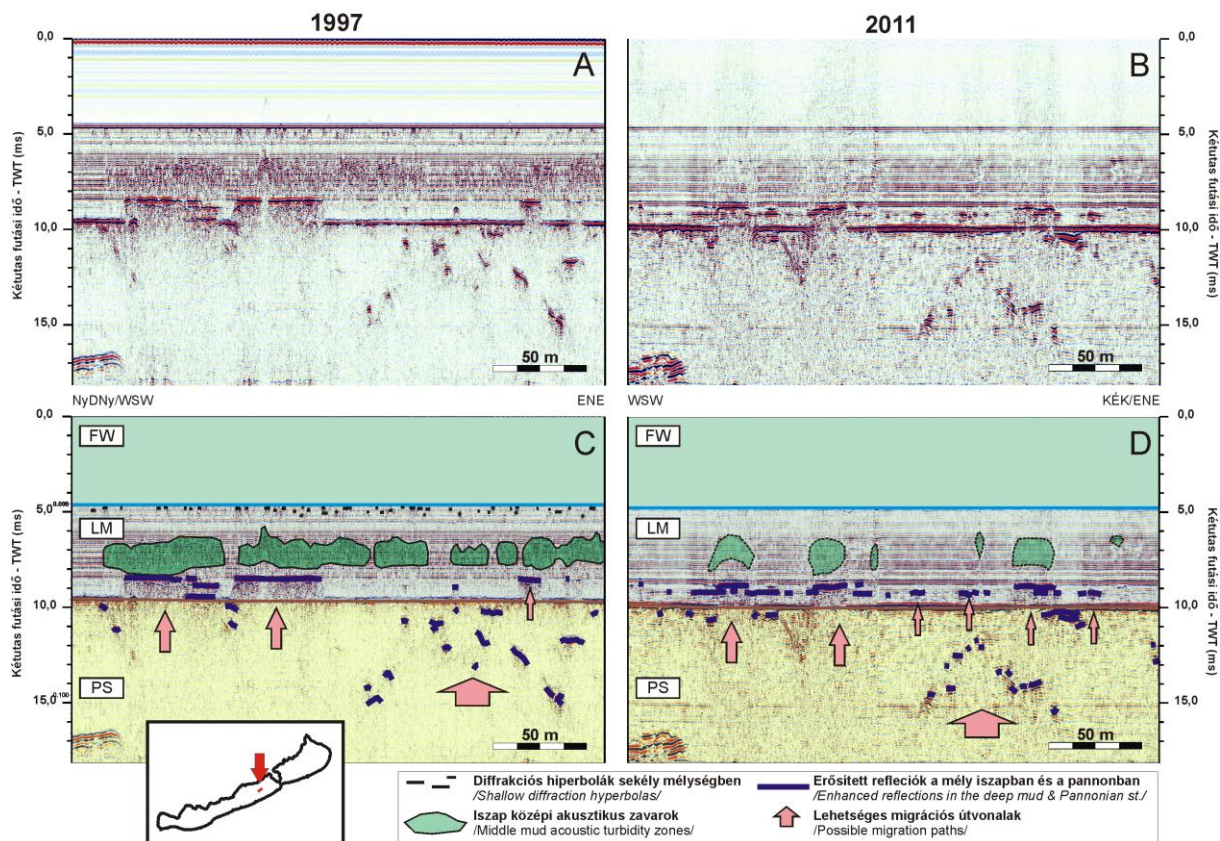 1997
2011
0,0
5,0
10,0
15,0
Kétutas futási idő - TWT (ms)
A
50 m
B
50 m
0,0
5,0
10,0
15,0
Kétutas futási idő - TWT (ms)
NyDNy/WSW
ENE
WSW
KÉK/ENE
0,0
5,0
0.000
10,0
15,0
0.100
Kétutas futási idő - TWT (ms)
FW
LM
PS
C
50 m
FW
LM
PS
D
50 m
0,0
5,0
10,0
15,0
Kétutas futási idő - TWT (ms)
Diffrakciós hiperbolák sekély mélységben
/Shallow diffraction hyperbolas/
Iszap középi akusztikus zavarok
/Middle mud acoustic turbidity zones/
Erősített refleciók a mély iszapban és a pannonban
/Enhanced reflections in the deep mud & Pannonian st./
Lehetséges migrációs útvonalak
/Possible migration paths/